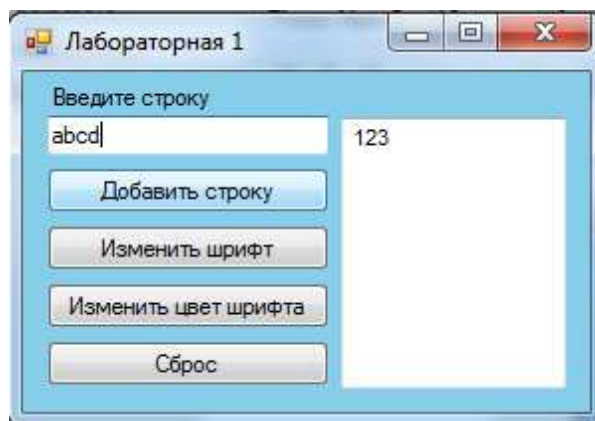 Лабораторная 1
Введите строку
abcd
123
Добавить строку
Изменить шрифт
Изменить цвет шрифта
Сброс